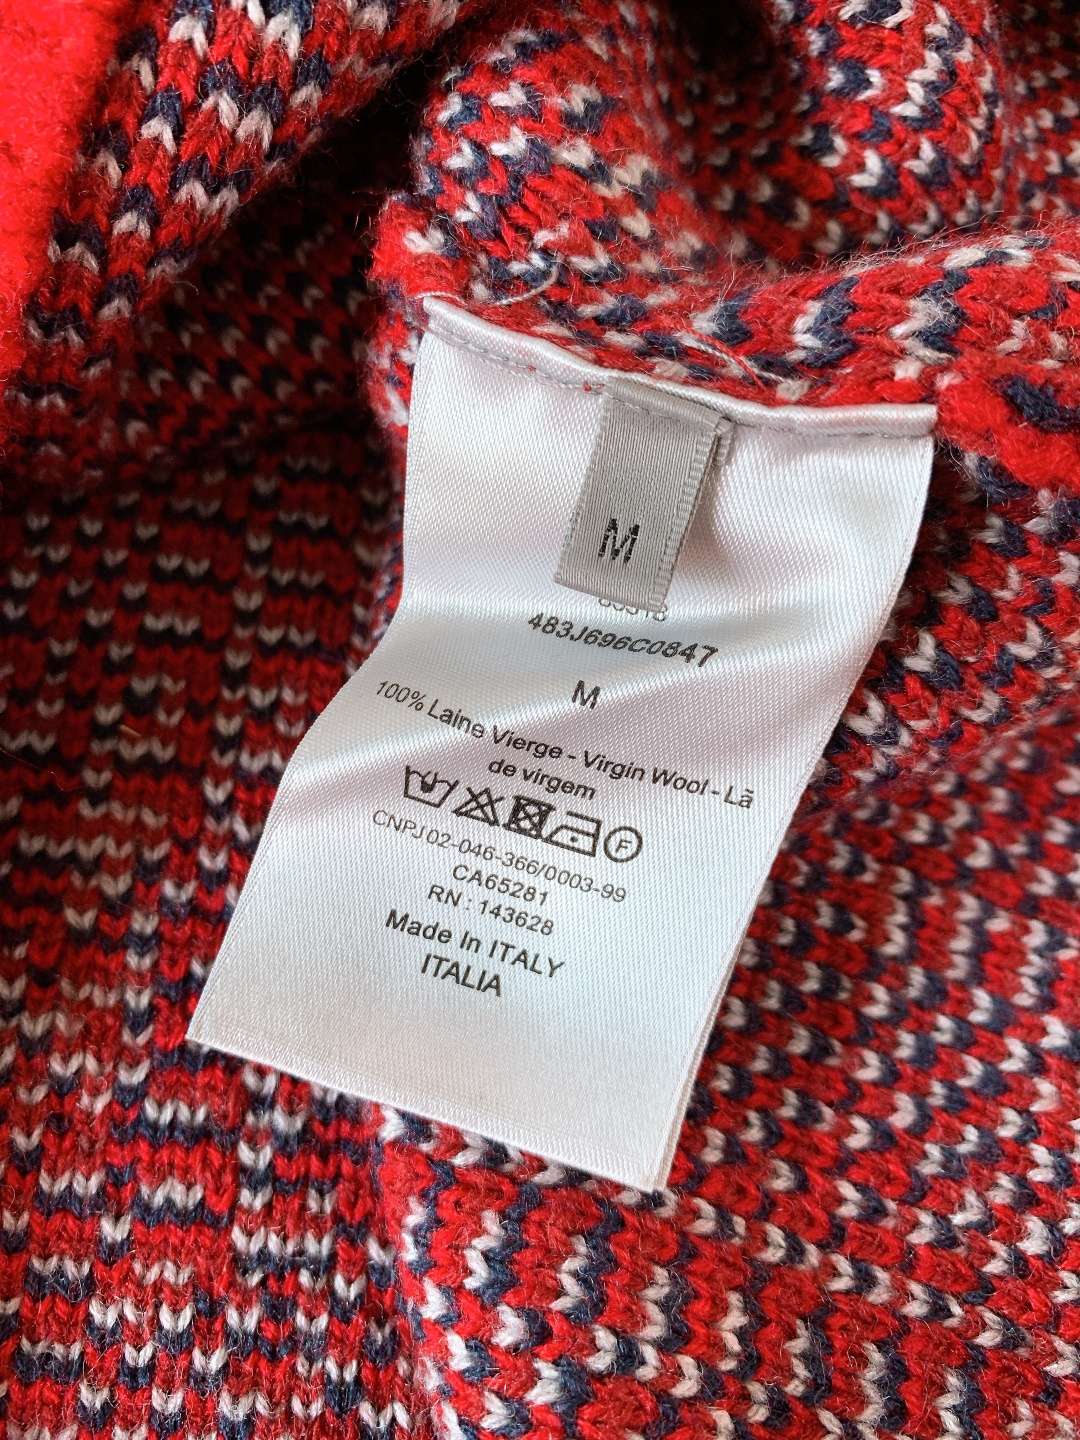 M
483J696C0847
M
100% Laine Vierge - Virgin Wool - Lã
de virgem
F
CNPJ 02-046-366/0003-99
CA65281
RN : 143628
Made In ITALY
ITALIA